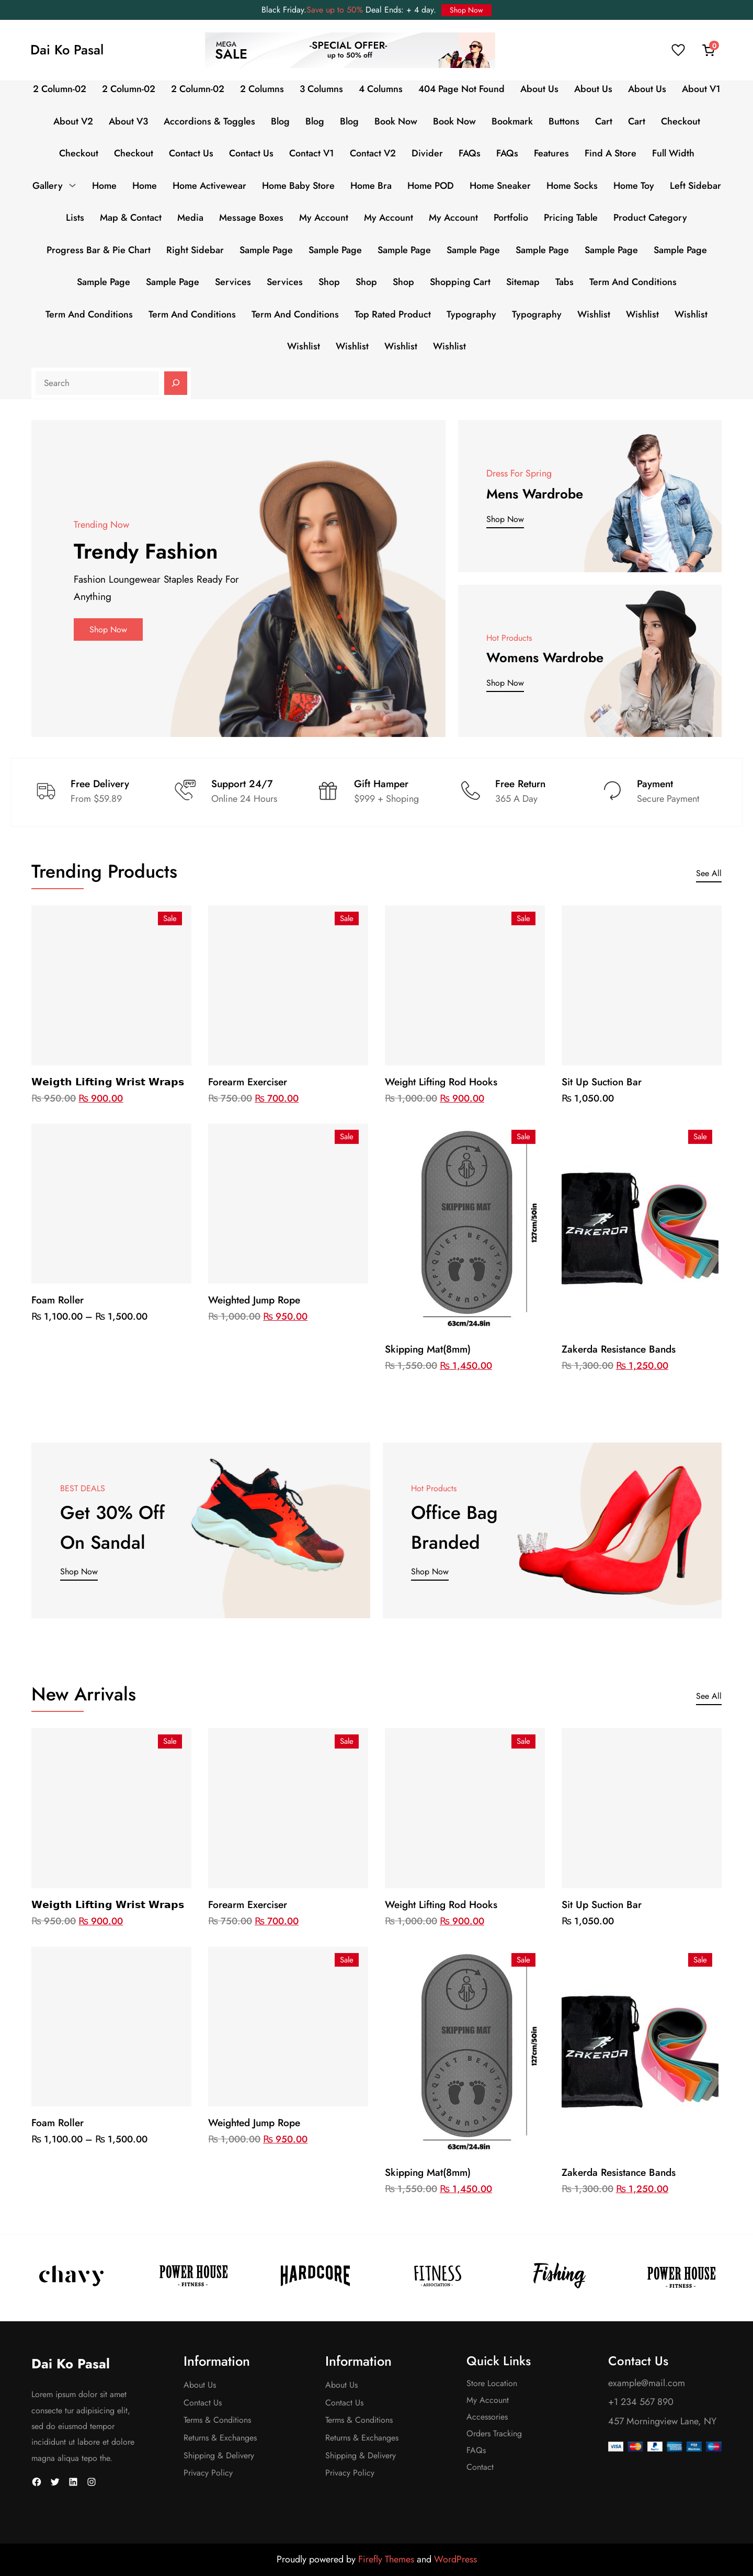 Black Friday.Save up to 50% Deal Ends: + 4 day. Shop Now
Dai Ko Pasal
MEGA
SALE
-SPECIAL OFFER-
up to 50% off
0
2 Column-02 2 Column-02 2 Column-02 2 Columns 3 Columns 4 Columns 404 Page Not Found About Us About Us About Us About V1
About V2 About V3 Accordions & Toggles Blog Blog Blog Book Now Book Now Bookmark Buttons Cart Cart Checkout
Checkout Checkout Contact Us Contact Us Contact V1 Contact V2 Divider FAQs FAQs Features Find A Store Full Width
Gallery Home Home Home Activewear Home Baby Store Home Bra Home POD Home Sneaker Home Socks Home Toy Left Sidebar
Lists Map & Contact Media Message Boxes My Account My Account My Account Portfolio Pricing Table Product Category
Progress Bar & Pie Chart Right Sidebar Sample Page Sample Page Sample Page Sample Page Sample Page Sample Page Sample Page
Sample Page Sample Page Services Services Shop Shop Shop Shopping Cart Sitemap Tabs Term And Conditions
Term And Conditions Term And Conditions Term And Conditions Top Rated Product Typography Typography Wishlist Wishlist Wishlist
Wishlist Wishlist Wishlist Wishlist
Search
Trending Now
Trendy Fashion
Fashion Loungewear Staples Ready For
Anything
Shop Now
Dress For Spring
Mens Wardrobe
Shop Now
Hot Products
Womens Wardrobe
Shop Now
Free Delivery
From $59.89
Support 24/7
Online 24 Hours
Gift Hamper
$999 + Shoping
Free Return
365 A Day
Payment
Secure Payment
Trending Products
See All
Sale
Sale
Sale
Weigth Lifting Wrist Wraps
₨ 950.00 ₨ 900.00
Forearm Exerciser
₨ 750.00 ₨ 700.00
Weight Lifting Rod Hooks
₨ 1,000.00 ₨ 900.00
Sit Up Suction Bar
₨ 1,050.00
Sale
Sale
Sale
SKIPPING MAT
QUIET BEAUTY
YOURSELF
127cm/50in
63cm/24.8in
ZAKERDA
Foam Roller
₨ 1,100.00 – ₨ 1,500.00
Weighted Jump Rope
₨ 1,000.00 ₨ 950.00
Skipping Mat(8mm)
₨ 1,550.00 ₨ 1,450.00
Zakerda Resistance Bands
₨ 1,300.00 ₨ 1,250.00
BEST DEALS
Get 30% Off
On Sandal
Shop Now
Hot Products
Office Bag
Branded
Shop Now
New Arrivals
See All
Sale
Sale
Sale
Weigth Lifting Wrist Wraps
₨ 950.00 ₨ 900.00
Forearm Exerciser
₨ 750.00 ₨ 700.00
Weight Lifting Rod Hooks
₨ 1,000.00 ₨ 900.00
Sit Up Suction Bar
₨ 1,050.00
Sale
Sale
Sale
SKIPPING MAT
QUIET BEAUTY
YOURSELF
127cm/50in
63cm/24.8in
ZAKERDA
Foam Roller
₨ 1,100.00 – ₨ 1,500.00
Weighted Jump Rope
₨ 1,000.00 ₨ 950.00
Skipping Mat(8mm)
₨ 1,550.00 ₨ 1,450.00
Zakerda Resistance Bands
₨ 1,300.00 ₨ 1,250.00
chavy
POWER HOUSE
- FITNESS -
HARDCORE
FITNESS
- ASSOCIATION -
Fishing
POWER HOUSE
- FITNESS -
Dai Ko Pasal
Lorem ipsum dolor sit amet
consecte tur adipisicing elit,
sed do eiusmod tempor
incididunt ut labore et dolore
magna aliqua tepo the.
Information
About Us
Contact Us
Terms & Conditions
Returns & Exchanges
Shipping & Delivery
Privacy Policy
Information
About Us
Contact Us
Terms & Conditions
Returns & Exchanges
Shipping & Delivery
Privacy Policy
Quick Links
Store Location
My Account
Accessories
Orders Tracking
FAQs
Contact
Contact Us
example@mail.com
+1 234 567 890
457 Morningview Lane, NY
VISA
PayPal
Proudly powered by Firefly Themes and WordPress